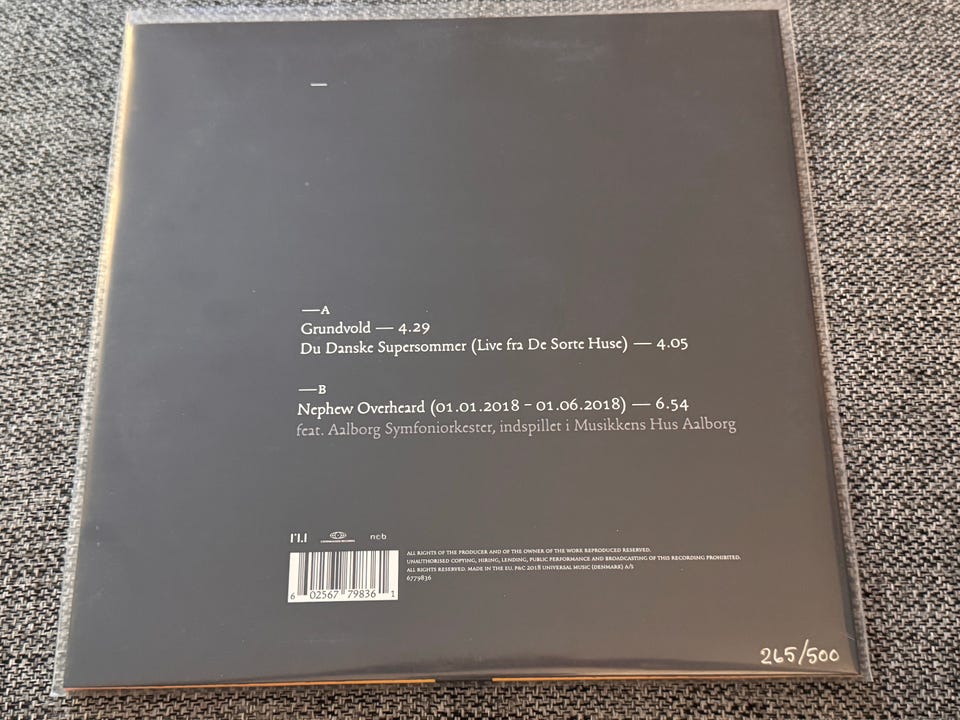 —
—A
Grundvold — 4.29
Du Danske Supersommer (Live fra De Sorte Huse) — 4.05
—B
Nephew Overheard (01.01.2018 – 01.06.2018) — 6.54
feat. Aalborg Symfoniorkester, indspillet i Musikkens Hus Aalborg
ncb
ALL RIGHTS OF THE PRODUCER AND OF THE OWNER OF THE WORK REPRODUCED RESERVED.
UNAUTHORISED COPYING, HIRING, LENDING, PUBLIC PERFORMANCE AND BROADCASTING OF THIS RECORDING PROHIBITED.
ALL RIGHTS RESERVED. MADE IN THE EU. P&C 2018 UNIVERSAL MUSIC (DENMARK) A/S
6779836
6 02567 79836 1
265/500